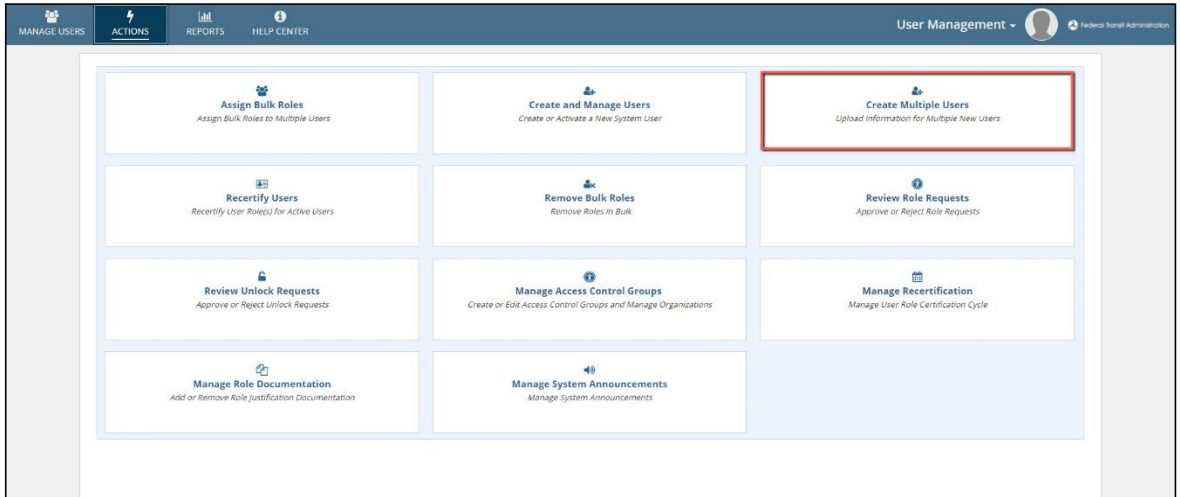 MANAGE USERS
ACTIONS
REPORTS
HELP CENTER
User Management
Federal Transit Administration
Assign Bulk Roles
Assign Bulk Roles to Multiple Users
Create and Manage Users
Create or Activate a New System User
Create Multiple Users
Upload Information for Multiple New Users
Recertify Users
Recertify User Role(s) for Active Users
Remove Bulk Roles
Remove Roles in Bulk
Review Role Requests
Approve or Reject Role Requests
Review Unlock Requests
Approve or Reject Unlock Requests
Manage Access Control Groups
Create or Edit Access Control Groups and Manage Organizations
Manage Recertification
Manage User Role Certification Cycle
Manage Role Documentation
Add or Remove Role Justification Documentation
Manage System Announcements
Manage System Announcements